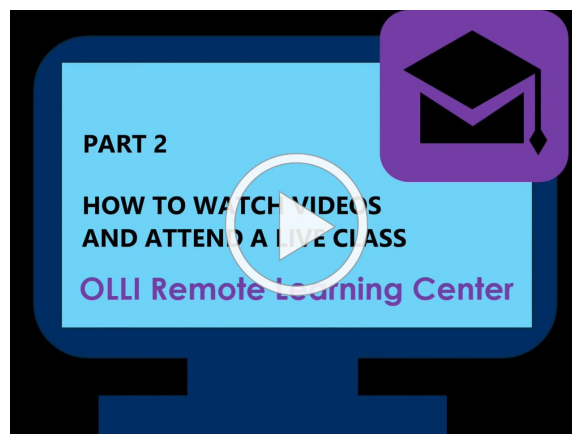 PART 2
HOW TO WATCH VIDEOS
AND ATTEND A LIVE CLASS
OLLI Remote Learning Center